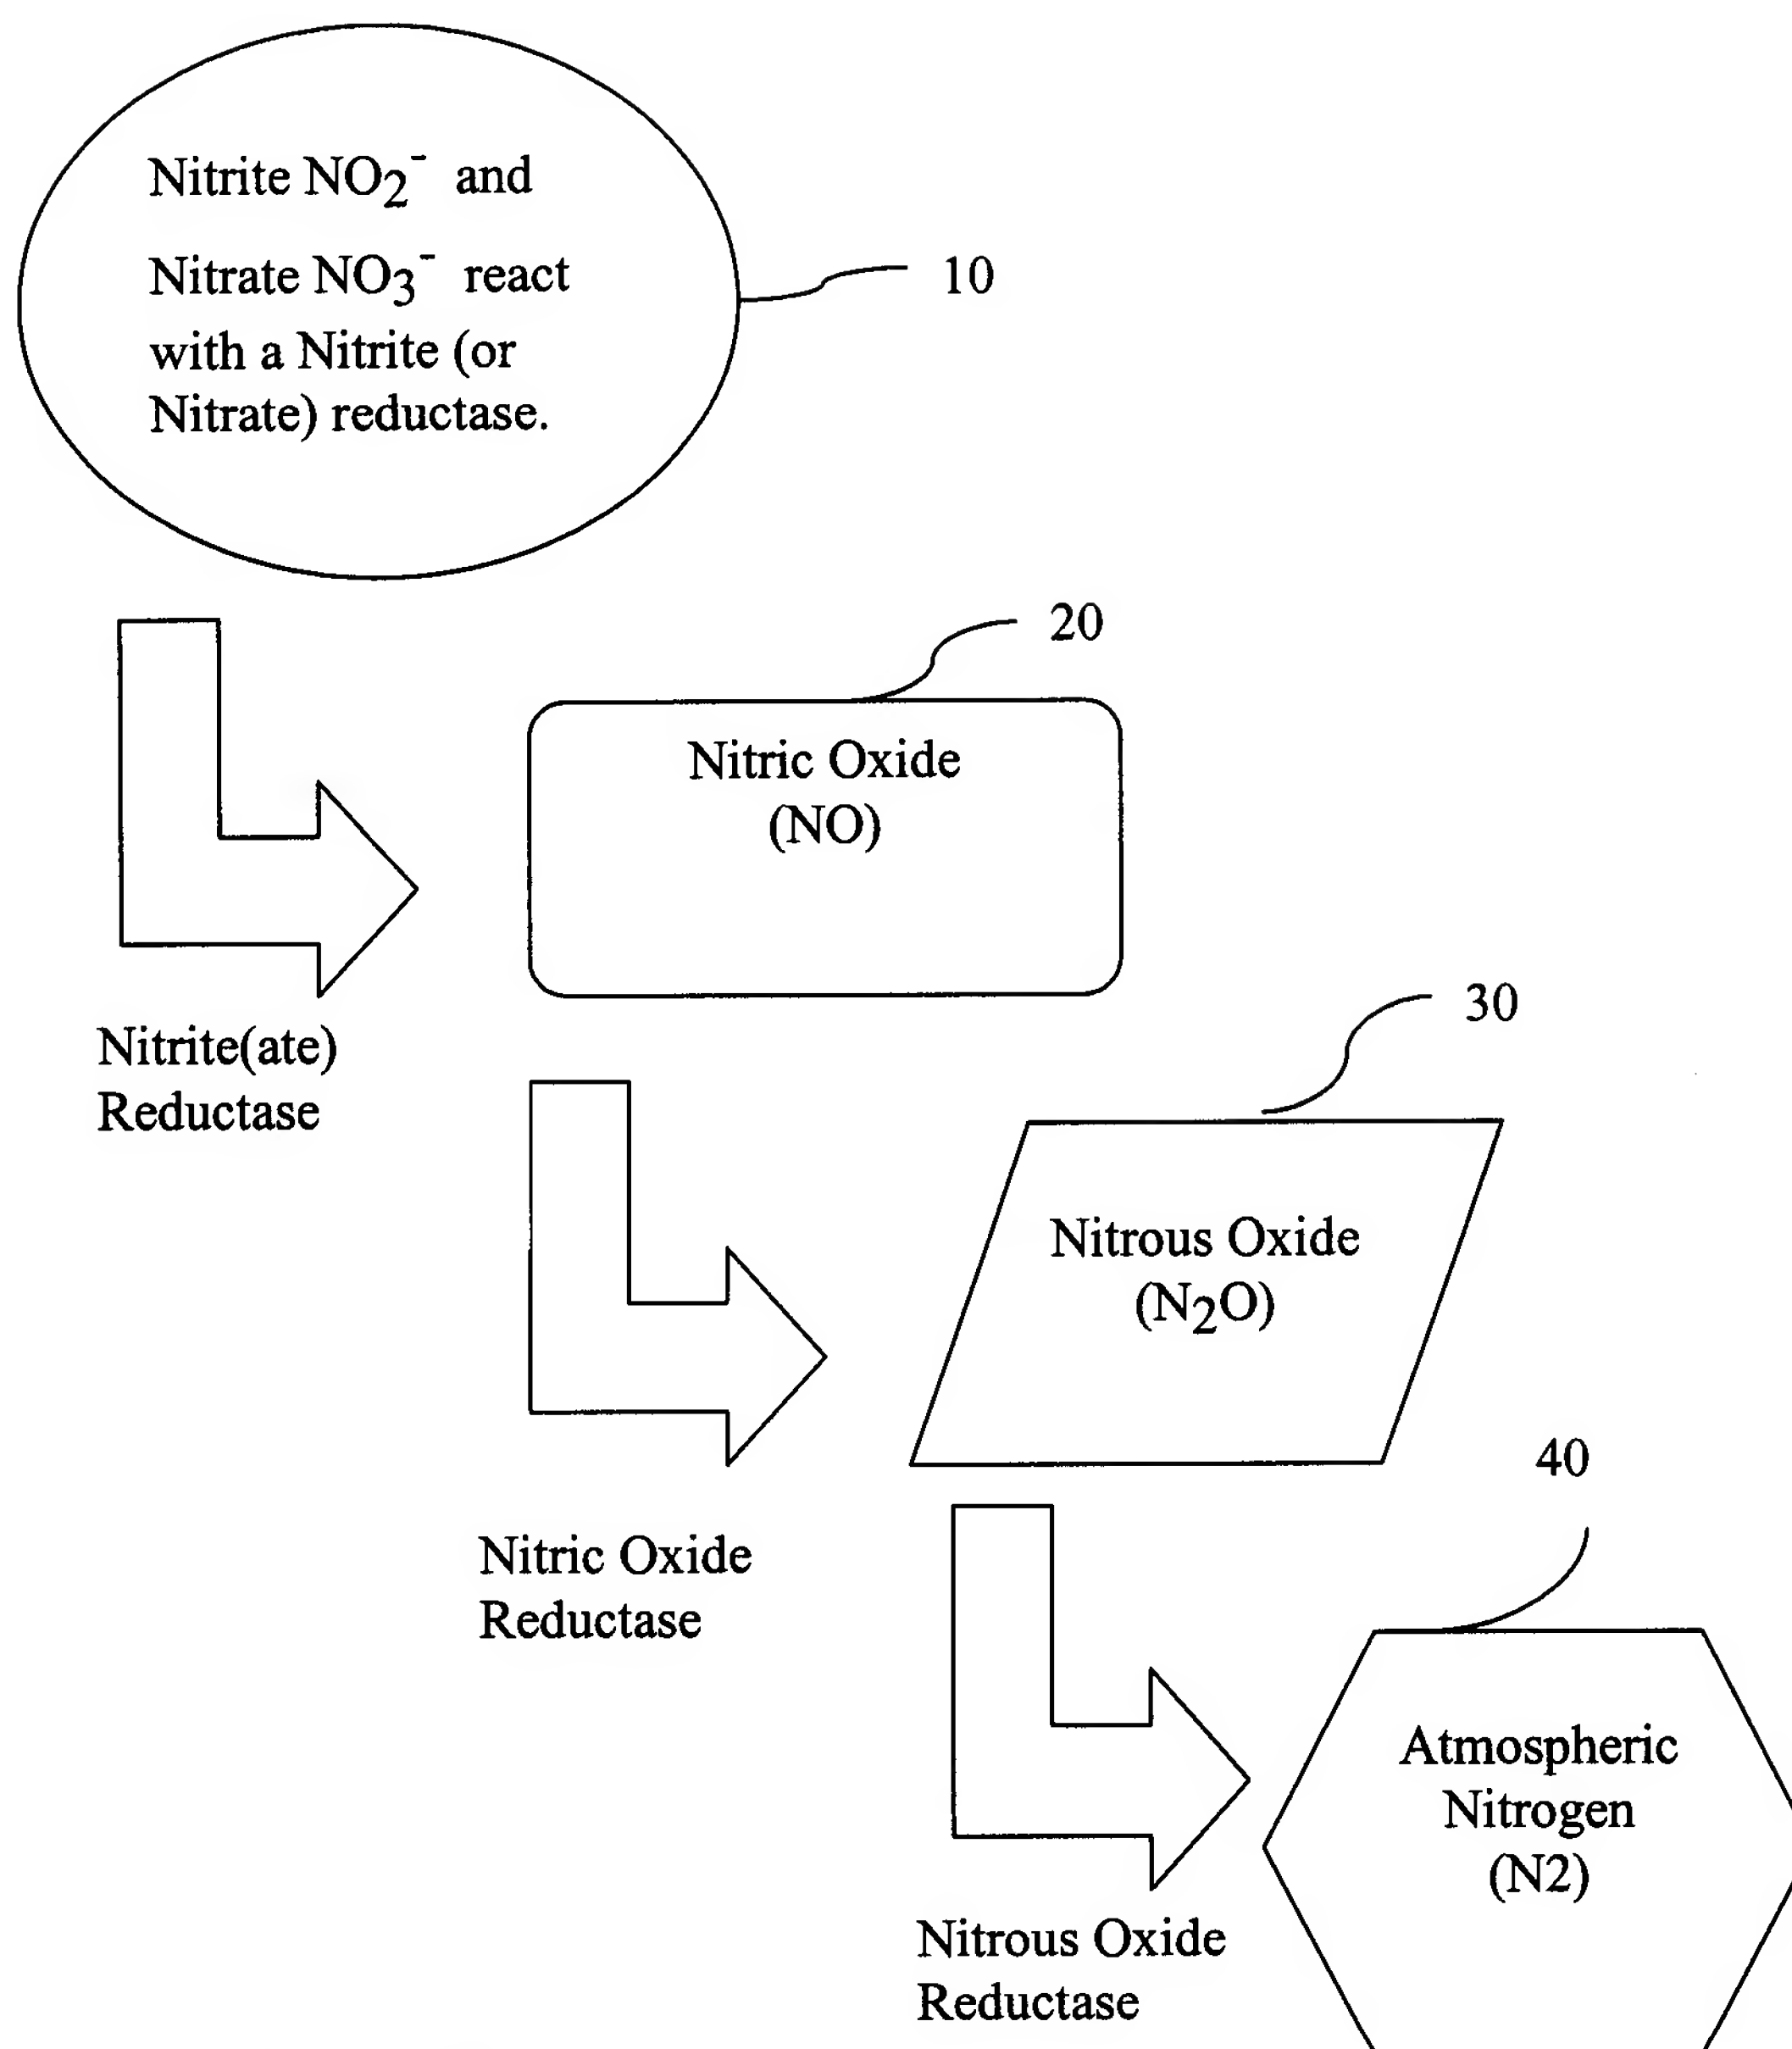 Nitrite NO₂⁻ and
Nitrate NO₃⁻ react
with a Nitrite (or
Nitrate) reductase.
10
20
Nitric Oxide
(NO)
Nitrite(ate)
Reductase
30
Nitrous Oxide
(N₂O)
Nitric Oxide
Reductase
40
Atmospheric
Nitrogen
(N2)
Nitrous Oxide
Reductase